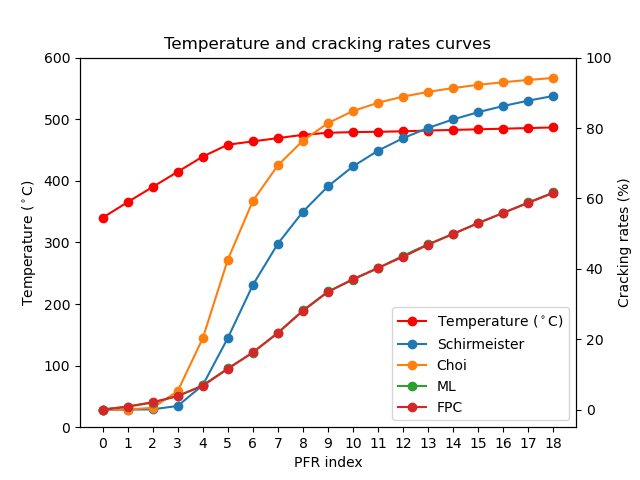 Temperature and cracking rates curves
600
500
400
300
200
100
0
Temperature (°C)
100
80
60
40
20
0
Cracking rates (%)
Temperature (°C)
Schirmeister
Choi
ML
FPC
0 1 2 3 4 5 6 7 8 9 10 11 12 13 14 15 16 17 18
PFR index